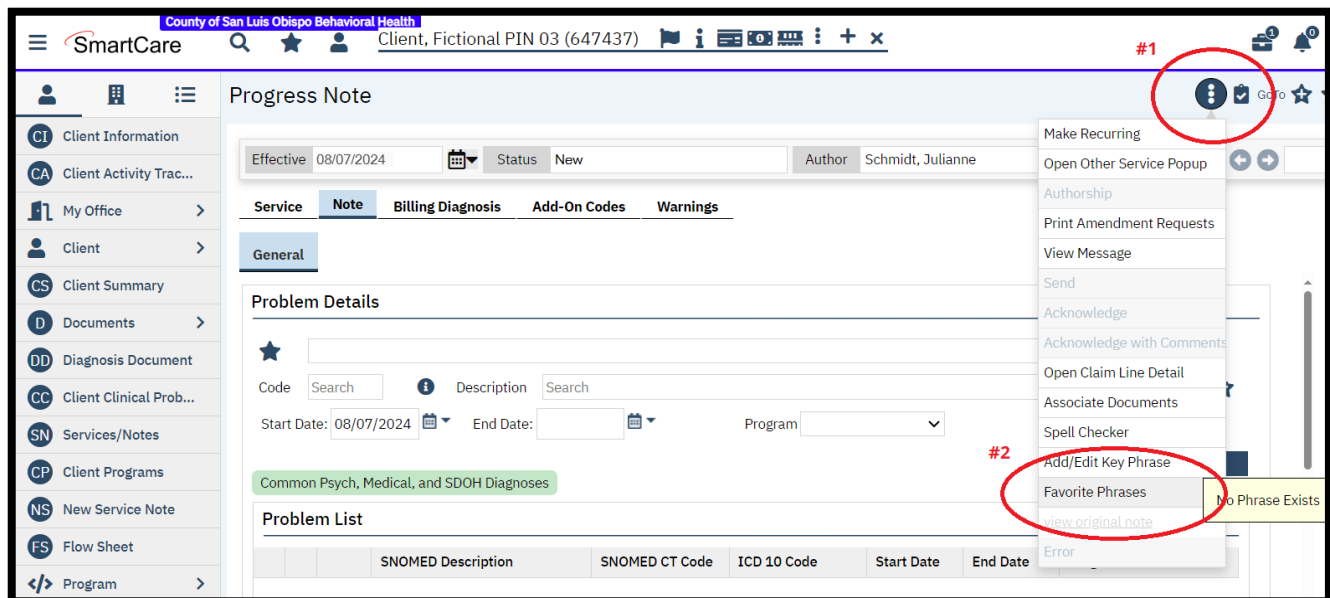 County of San Luis Obispo Behavioral Health
SmartCare
Client, Fictional PIN 03 (647437)
1
0
#1
Progress Note
GoTo
Client Information
Client Activity Trac...
My Office
Client
Client Summary
Documents
Diagnosis Document
Client Clinical Prob...
Services/Notes
Client Programs
New Service Note
Flow Sheet
Program
CI
CA
CS
D
DD
CC
SN
CP
NS
FS
Effective 08/07/2024 Status New Author Schmidt, Julianne
Service Note Billing Diagnosis Add-On Codes Warnings
General
Problem Details
Code Search Description Search
Start Date: 08/07/2024 End Date: Program
Common Psych, Medical, and SDOH Diagnoses
Problem List
SNOMED Description SNOMED CT Code ICD 10 Code Start Date End Date
Make Recurring
Open Other Service Popup
Authorship
Print Amendment Requests
View Message
Send
Acknowledge
Acknowledge with Comments
Open Claim Line Detail
Associate Documents
Spell Checker
#2
Add/Edit Key Phrase
Favorite Phrases
No Phrase Exists
view original note
Error